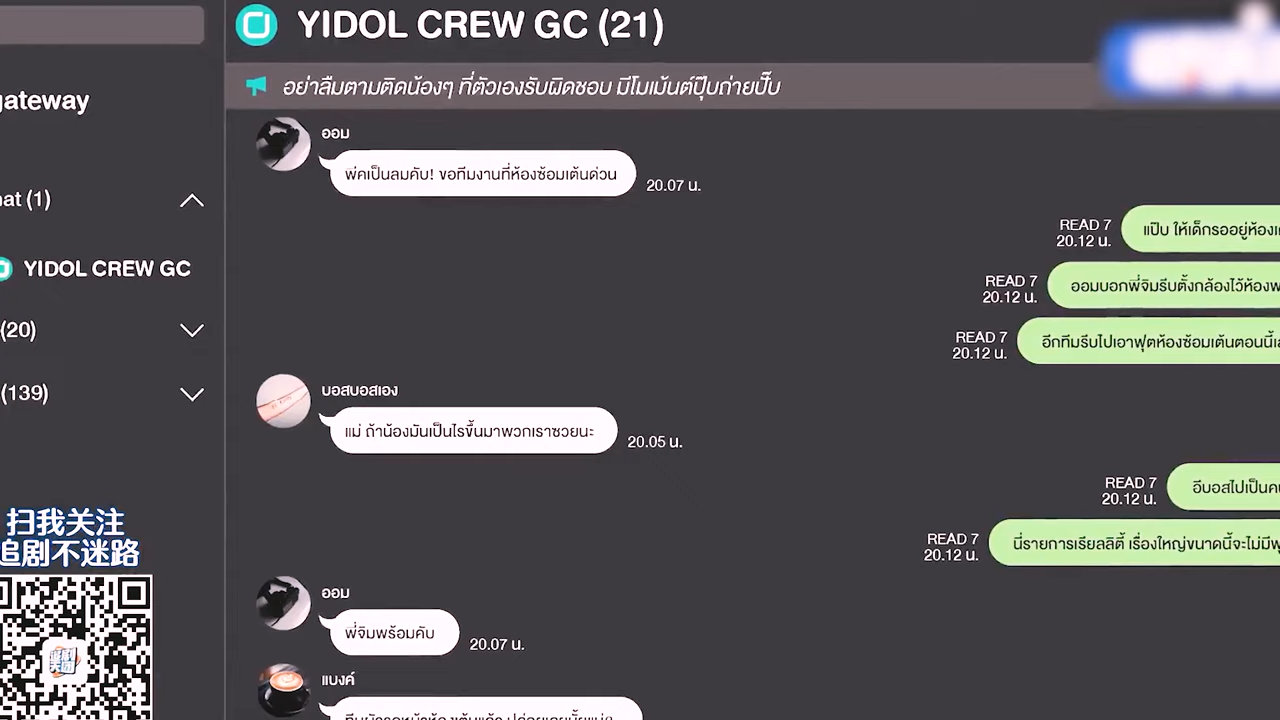 YIDOL CREW GC (21)
อย่าลืมตามติดน้องๆ ที่ตัวเองรับผิดชอบ มีโมเม้นต์ปุ๊บถ่ายปั๊บ
gateway
hat (1)
YIDOL CREW GC
(20)
(139)
扫我关注
追剧不迷路
追剧
天团
ออม
พ่คเป็นลมคับ! ขอทีมงานที่ห้องซ้อมเต้นด่วน
20.07 น.
READ 7
20.12 น.
แป๊บ ให้เด็กรออยู่ห้อง
READ 7
20.12 น.
ออมบอกพี่จิมรีบตั้งกล้องไว้ห้องพ
READ 7
20.12 น.
อีกทีมรีบไปเอาฟุตห้องซ้อมเต้นตอนนี้เ
บอสบอสเอง
แม่ ถ้าน้องมันเป็นไรขึ้นมาพวกเราซวยนะ
20.05 น.
READ 7
20.12 น.
อีบอสไปเป็นค
READ 7
20.12 น.
นี่รายการเรียลลิตี้ เรื่องใหญ่ขนาดนี้จะไม่มี
ออม
พี่จิมพร้อมคับ
20.07 น.
แบงค์